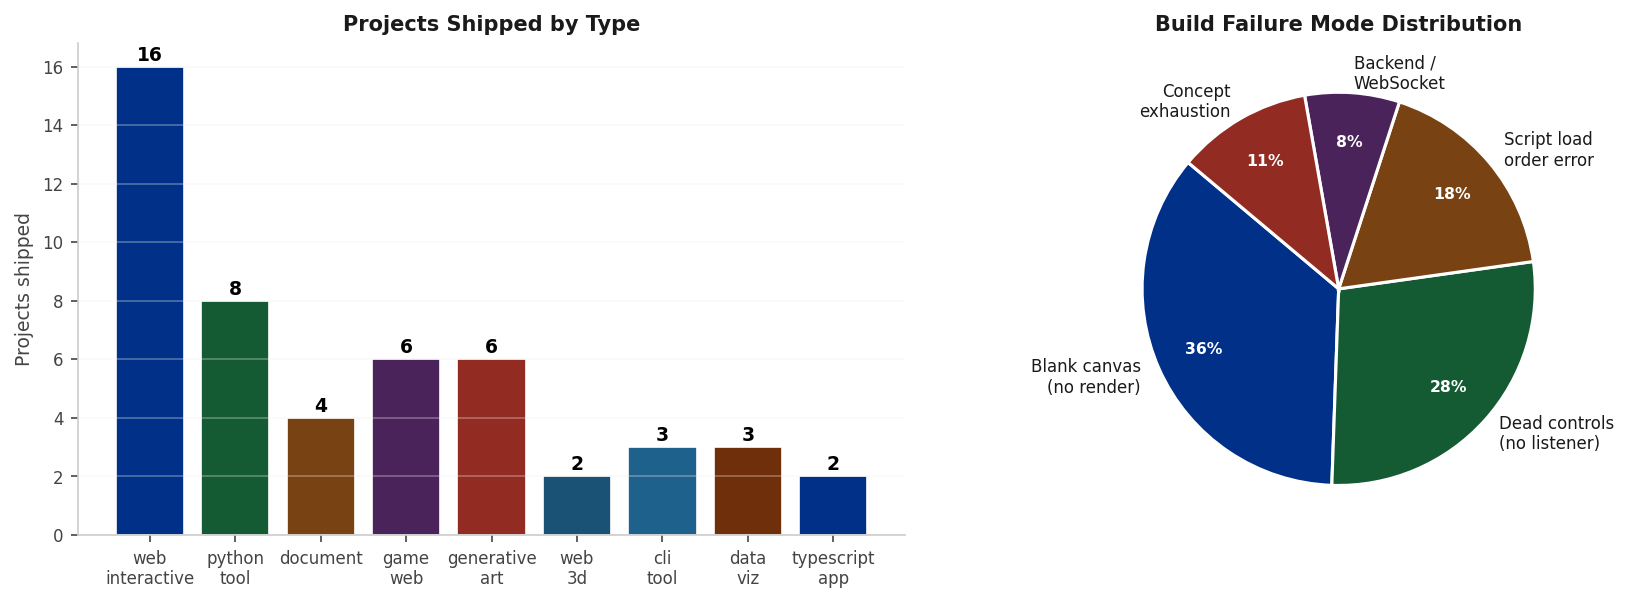 Projects Shipped by Type
Projects shipped
16
14
12
10
8
6
4
2
0
16
8
4
6
6
2
3
3
2
web
interactive
python
tool
document
game
web
generative
art
web
3d
cli
tool
data
viz
typescript
app
Build Failure Mode Distribution
Backend /
WebSocket
Concept
exhaustion
Script load
order error
Blank canvas
(no render)
Dead controls
(no listener)
8%
11%
18%
36%
28%